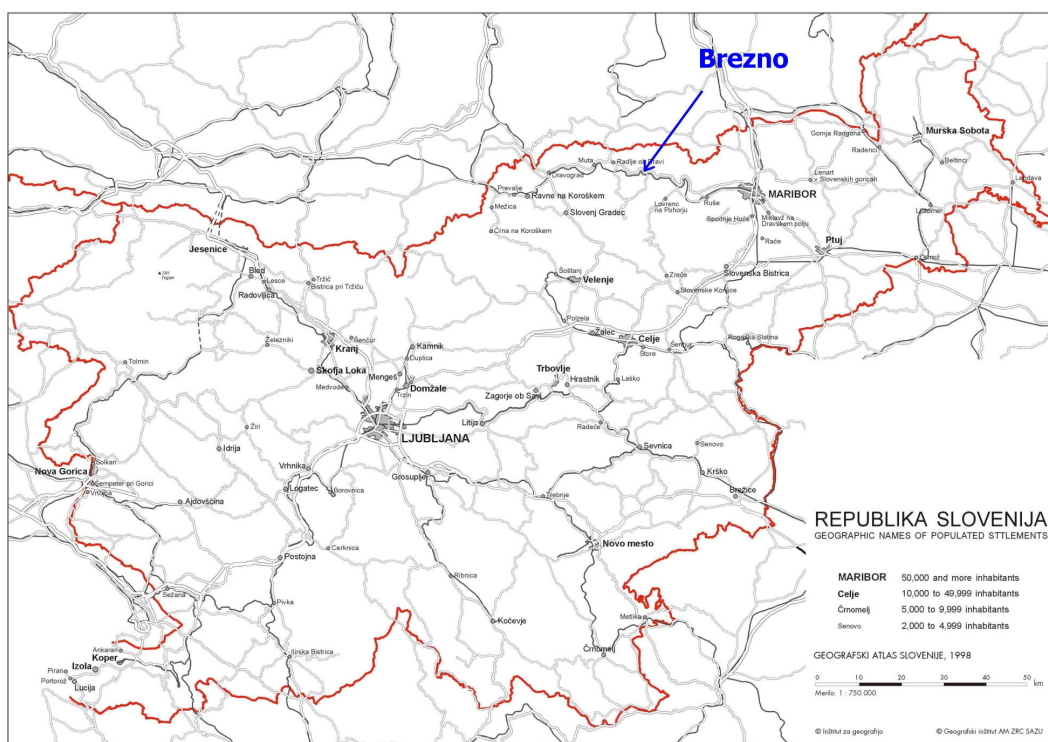 Brezno
Gornja Radgona
Murska Sobota
Radenci
Beltinci
Muta
Radlje ob Dravi
Dravograd
Lenart
v Slovenskih goricah
Lendava
Prevalje
Ravne na Koroškem
MARIBOR
Mežica
Lovrenc
na Pohorju
Ruše
Slovenj Gradec
Spodnje Hoče
Miklavž na
Dravskem polju
Ljutomer
Črna na Koroškem
Rače
Ptuj
Jesenice
Ormož
Bled
Lesce
Tržič
Bistrica pri Tržiču
Radovljica
Šoštanj
Velenje
Zreče
Slovenska Bistrica
Slovenske Konjice
Polzela
Žalec
Celje
Rogaška Slatina
Štore
Šentjur
Železniki
Kranj
Šenčur
Kamnik
Duplica
Tolmin
Škofja Loka
Mengeš
Vir
Domžale
Trzin
Medvode
Trbovlje
Hrastnik
Laško
Zagorje ob Savi
Žiri
LJUBLJANA
Litija
Radeče
Idrija
Sevnica
Senovo
Solkan
Nova Gorica
Šempeter pri Gorici
Vrtojba
Vrhnika
Grosuplje
Krško
Logatec
Borovnica
Ajdovščina
Trebnje
Brežice
REPUBLIKA SLOVENIJA
GEOGRAPHIC NAMES OF POPULATED STTLEMENTS
Novo mesto
Cerknica
Postojna
MARIBOR 50,000 and more inhabitants
Celje 10,000 to 49,999 inhabitants
Črnomelj 5,000 to 9,999 inhabitants
Senovo 2,000 to 4,999 inhabitants
Ribnica
Sežana
Pivka
Kočevje
Metlika
Črnomelj
Ankaran
Koper
Ilirska Bistrica
Izola
Piran
Portorož
Lucija
GEOGRAFSKI ATLAS SLOVENIJE, 1998
0 10 20 30 40 50 km
Merilo: 1 : 750 000
© Inštitut za geografijo © Geografski inštitut AM ZRC SAZU